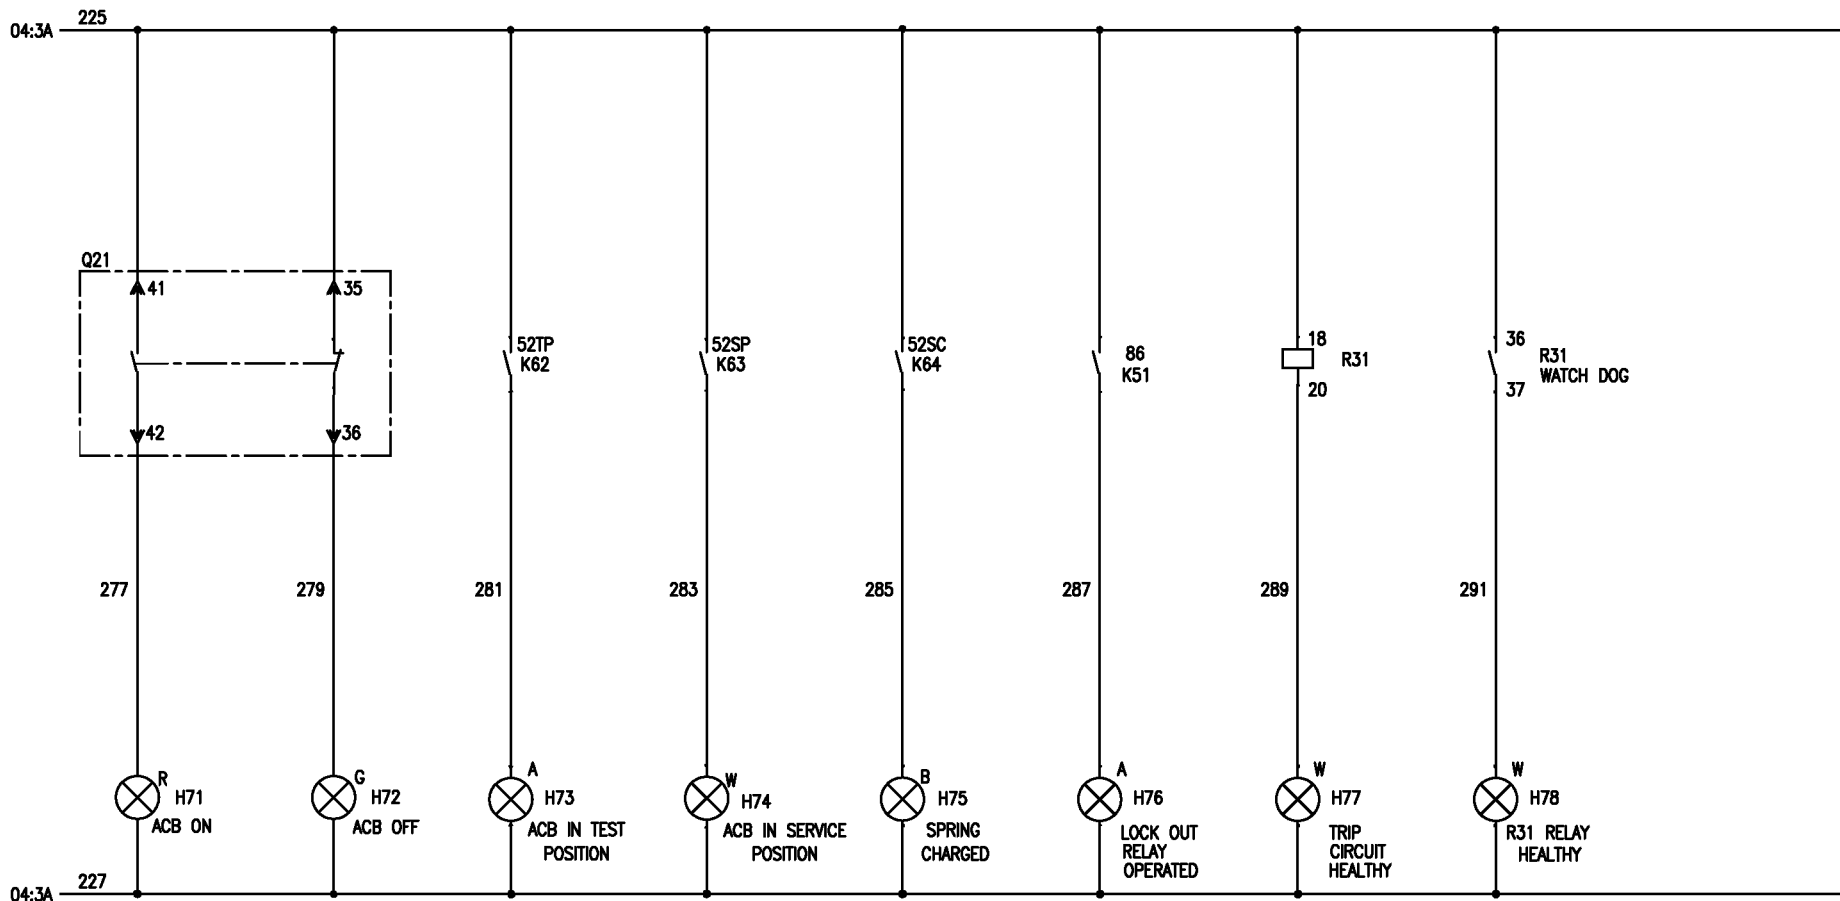 225
04:3A
Q21
41
35
42
36
52TP
K62
52SP
K63
52SC
K64
86
K51
18
R31
20
36
R31
WATCH DOG
37
277
279
281
283
285
287
289
291
R
H71
ACB ON
G
H72
ACB OFF
A
H73
ACB IN TEST
POSITION
W
H74
ACB IN SERVICE
POSITION
B
H75
SPRING
CHARGED
A
H76
LOCK OUT
RELAY
OPERATED
W
H77
TRIP
CIRCUIT
HEALTHY
W
H78
R31 RELAY
HEALTHY
227
04:3A